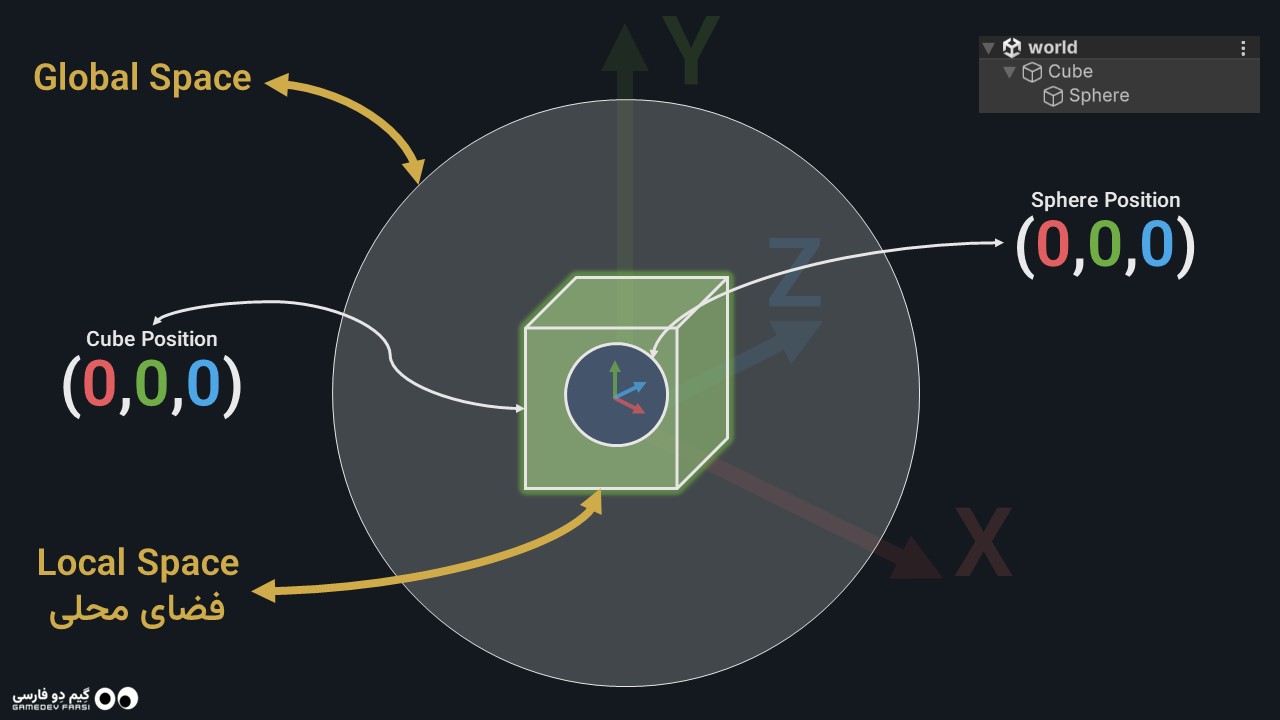 Y
Global Space
world
Cube
Sphere
Sphere Position
(0,0,0)
Z
Cube Position
(0,0,0)
X
Local Space
فضای محلی
گیم دِو فارسی
GAMEDEV FARSI